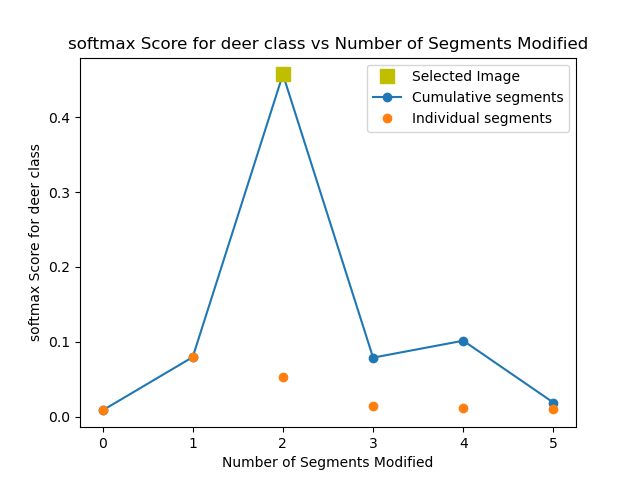 softmax Score for deer class vs Number of Segments Modified
Selected Image
Cumulative segments
Individual segments
softmax Score for deer class
0.4
0.3
0.2
0.1
0.0
0 1 2 3 4 5
Number of Segments Modified